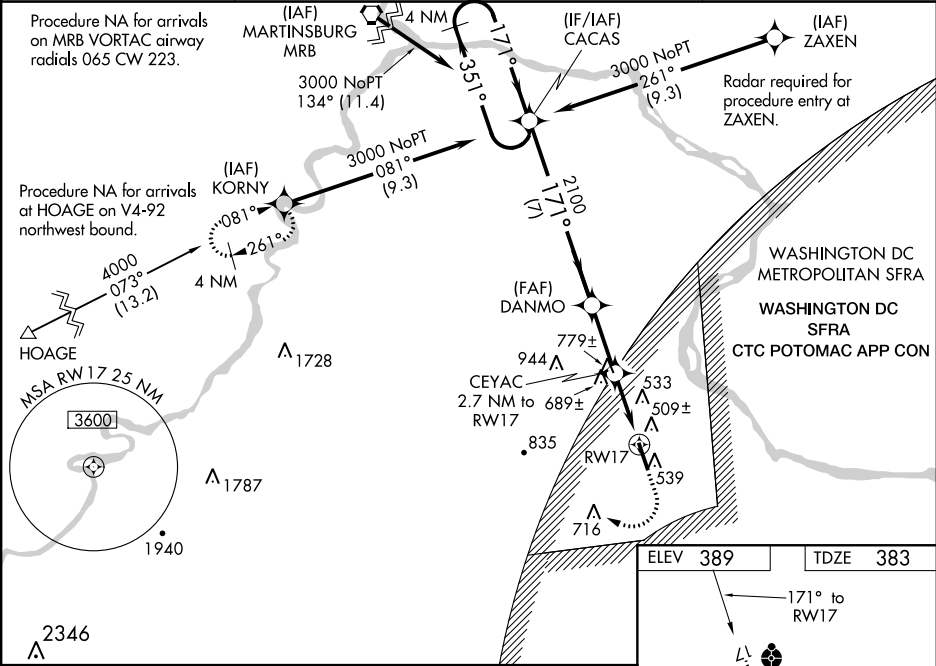 Procedure NA for arrivals
on MRB VORTAC airway
radials 065 CW 223.
(IAF)
MARTINSBURG
MRB
4 NM
171°
351°
(IF/IAF)
CACAS
(IAF)
ZAXEN
3000 NoPT
261°
(9.3)
Radar required for
procedure entry at
ZAXEN.
3000 NoPT
134° (11.4)
3000 NoPT
081°
(9.3)
(IAF)
KORNY
081°
261°
4 NM
Procedure NA for arrivals
at HOAGE on V4-92
northwest bound.
4000
073°
(13.2)
HOAGE
2100
171°
(7)
WASHINGTON DC
METROPOLITAN SFRA
WASHINGTON DC
SFRA
CTC POTOMAC APP CON
(FAF)
DANMO
779±
944
CEYAC
2.7 NM to
RW17
689±
533
509±
835
RW17
539
716
1728
MSA RW17 25 NM
3600
1787
1940
2346
ELEV 389
TDZE 383
171° to
RW17
17